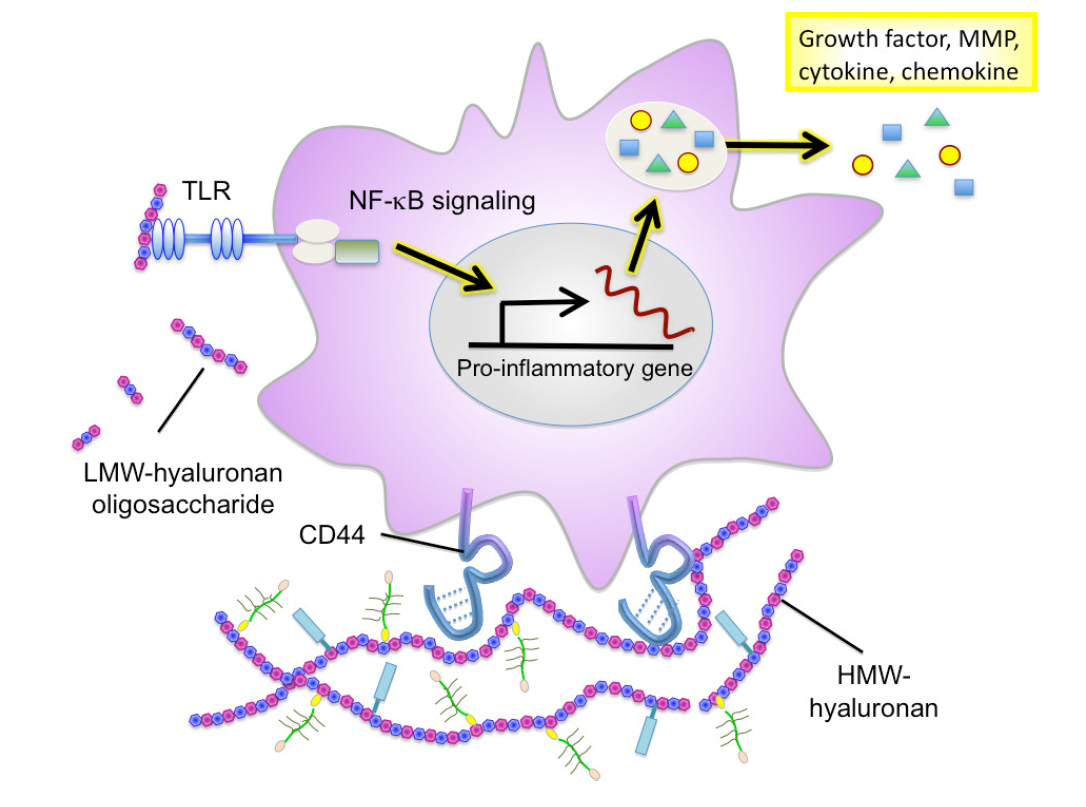 Growth factor, MMP,
cytokine, chemokine
TLR
NF-κB signaling
Pro-inflammatory gene
LMW-hyaluronan
oligosaccharide
CD44
HMW-
hyaluronan